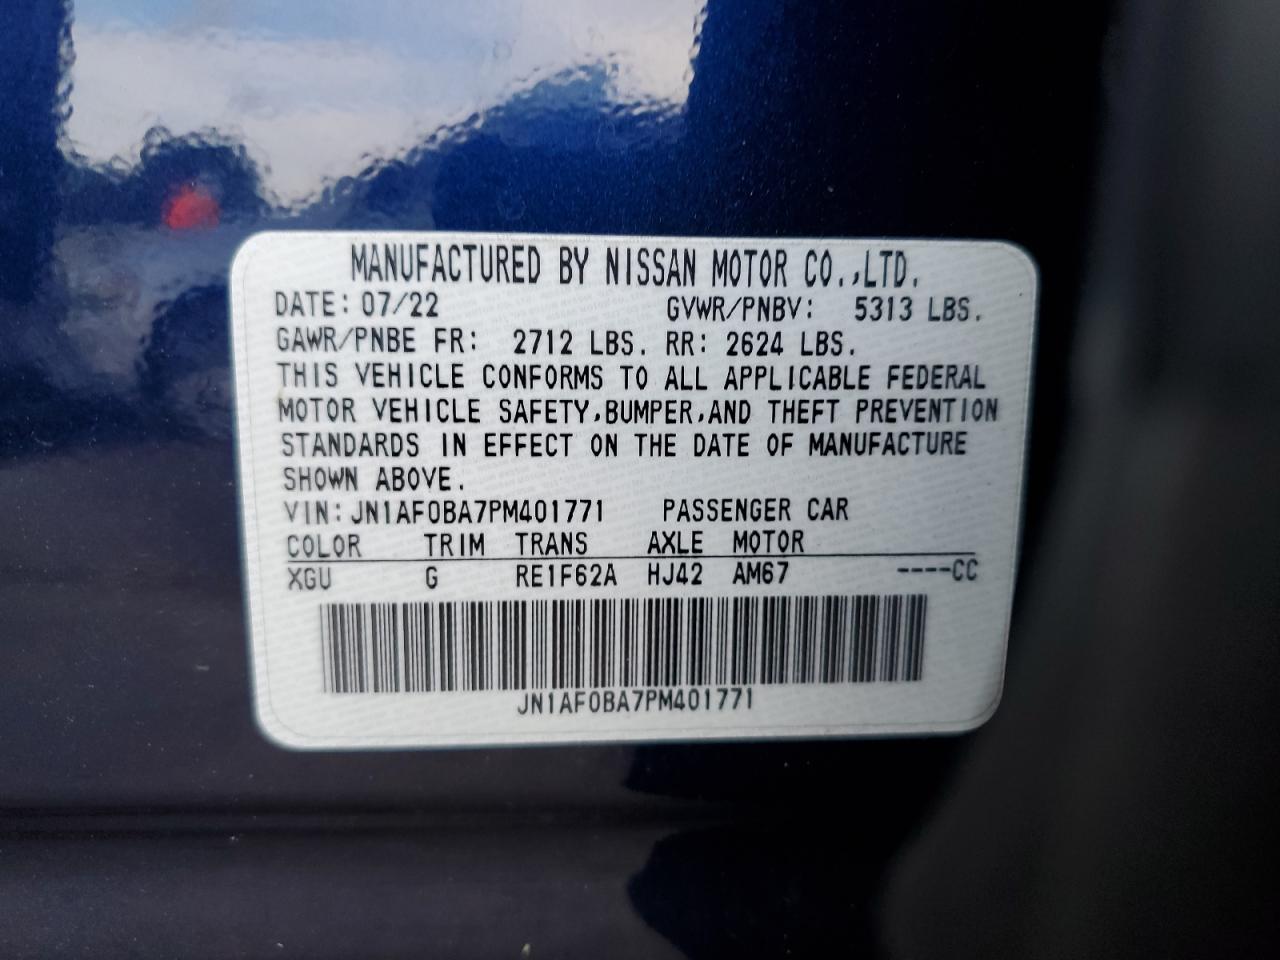 MANUFACTURED BY NISSAN MOTOR CO.,LTD.
DATE: 07/22 GVWR/PNBV: 5313 LBS.
GAWR/PNBE FR: 2712 LBS. RR: 2624 LBS.
THIS VEHICLE CONFORMS TO ALL APPLICABLE FEDERAL
MOTOR VEHICLE SAFETY,BUMPER,AND THEFT PREVENTION
STANDARDS IN EFFECT ON THE DATE OF MANUFACTURE
SHOWN ABOVE.
VIN: JN1AF0BA7PM401771 PASSENGER CAR
COLOR TRIM TRANS AXLE MOTOR
XGU G RE1F62A HJ42 AM67 ----CC
JN1AF0BA7PM401771